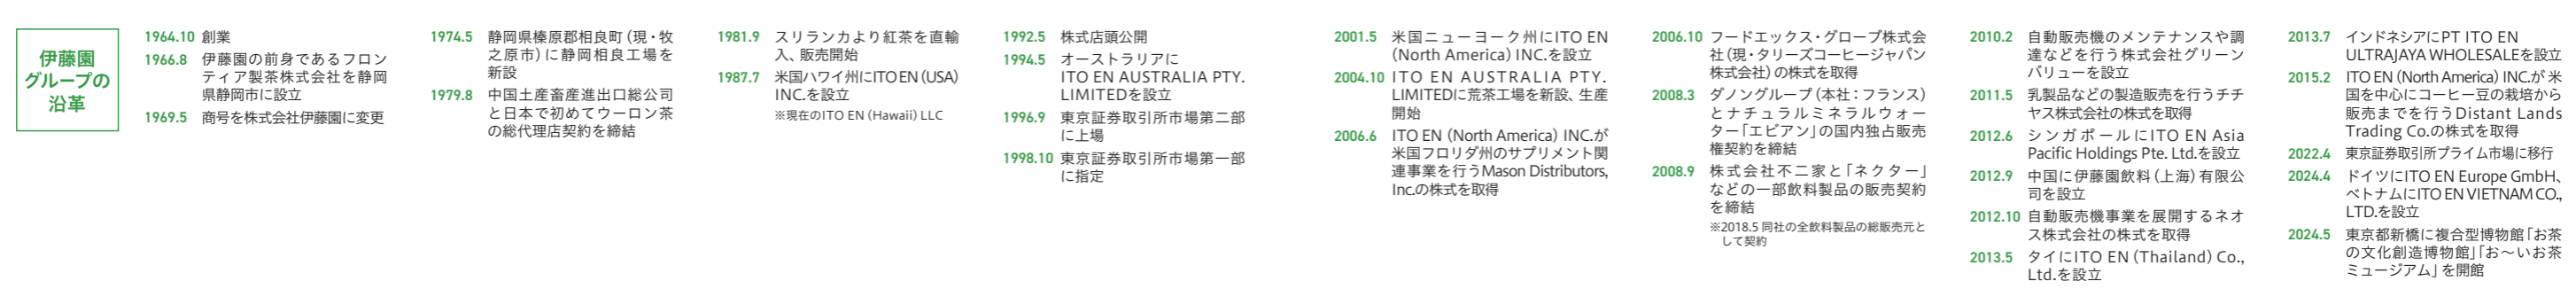 伊藤園
グループの
沿革
1964.10 創業
1966.8 伊藤園の前身であるフロン
ティア製茶株式会社を静岡
県静岡市に設立
1969.5 商号を株式会社伊藤園に変更
1974.5 静岡県榛原郡相良町（現・牧
之原市）に静岡相良工場を
新設
1979.8 中国土産畜産進出口総公司
と日本で初めてウーロン茶
の総代理店契約を締結
1981.9 スリランカより紅茶を直輸
入、販売開始
1987.7 米国ハワイ州にITO EN（USA）
INC.を設立
※現在のITO EN（Hawaii）LLC
1992.5 株式店頭公開
1994.5 オーストラリアに
ITO EN AUSTRALIA PTY.
LIMITEDを設立
1996.9 東京証券取引所市場第二部
に上場
1998.10 東京証券取引所市場第一部
に指定
2001.5 米国ニューヨーク州にITO EN
（North America）INC.を設立
2004.10 ITO EN AUSTRALIA PTY.
LIMITEDに荒茶工場を新設、生産
開始
2006.6 ITO EN（North America）INC.が
米国フロリダ州のサプリメント関
連事業を行うMason Distributors,
Inc.の株式を取得
2006.10 フードエックス・グローブ株式会
社（現・タリーズコーヒージャパン
株式会社）の株式を取得
2008.3 ダノングループ（本社：フランス）
とナチュラルミネラルウォー
ター「エビアン」の国内独占販売
権契約を締結
2008.9 株式会社不二家と「ネクター」
などの一部飲料製品の販売契約
を締結
※2018.5 同社の全飲料製品の総販売元と
して契約
2010.2 自動販売機のメンテナンスや調
達などを行う株式会社グリーン
バリューを設立
2011.5 乳製品などの製造販売を行うチチ
ヤス株式会社の株式を取得
2012.6 シンガポールにITO EN Asia
Pacific Holdings Pte. Ltd.を設立
2012.9 中国に伊藤園飲料（上海）有限公
司を設立
2012.10 自動販売機事業を展開するネオ
ス株式会社の株式を取得
2013.5 タイにITO EN（Thailand）Co.,
Ltd.を設立
2013.7 インドネシアにPT ITO EN
ULTRAJAYA WHOLESALEを設立
2015.2 ITO EN（North America）INC.が 米
国を中心にコーヒー豆の栽培から
販売までを行うDistant Lands
Trading Co.の株式を取得
2022.4 東京証券取引所プライム市場に移行
2024.4 ドイツにITO EN Europe GmbH、
ベトナムにITO EN VIETNAM CO.,
LTD.を設立
2024.5 東京都新橋に複合型博物館「お茶
の文化創造博物館」「お〜いお茶
ミュージアム」を開館